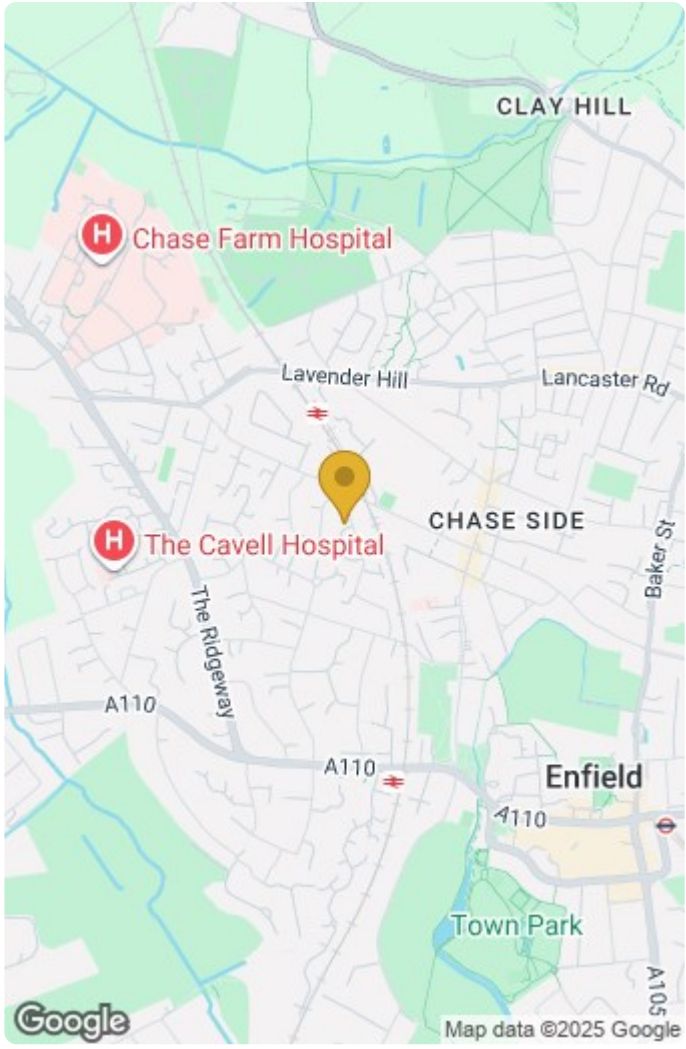 CLAY HILL
H
Chase Farm Hospital
Lavender Hill
Lancaster Rd
CHASE SIDE
H
The Cavell Hospital
Baker St
The Ridgeway
A110
A110
Enfield
A110
Town Park
A105
Google
Map data ©2025 Google